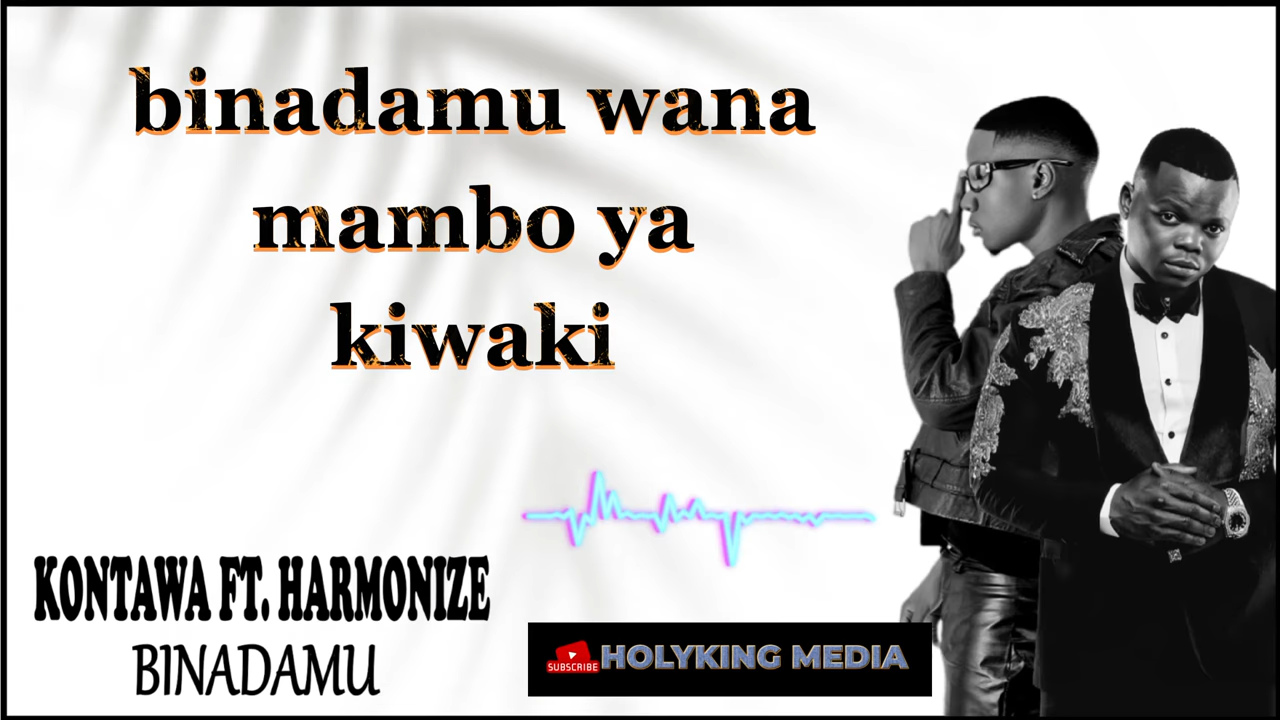 binadamu wana
mambo ya
kiwaki
KONTAWA FT. HARMONIZE
BINADAMU
SUBSCRIBE
HOLYKING MEDIA